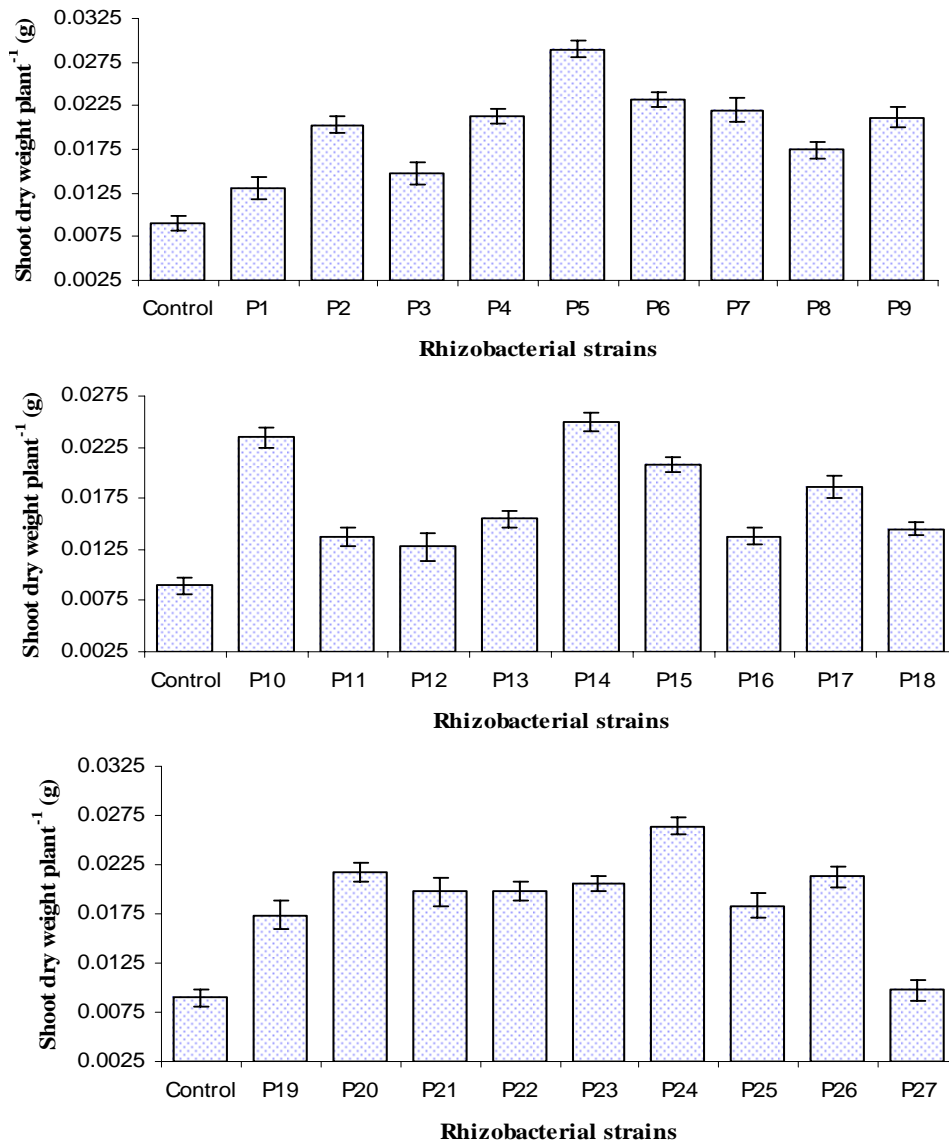 Shoot dry weight plant⁻¹ (g)
0.0325
0.0275
0.0225
0.0175
0.0125
0.0075
0.0025
Control P1 P2 P3 P4 P5 P6 P7 P8 P9
Rhizobacterial strains
Shoot dry weight plant⁻¹ (g)
0.0275
0.0225
0.0175
0.0125
0.0075
0.0025
Control P10 P11 P12 P13 P14 P15 P16 P17 P18
Rhizobacterial strains
Shoot dry weight plant⁻¹ (g)
0.0325
0.0275
0.0225
0.0175
0.0125
0.0075
0.0025
Control P19 P20 P21 P22 P23 P24 P25 P26 P27
Rhizobacterial strains